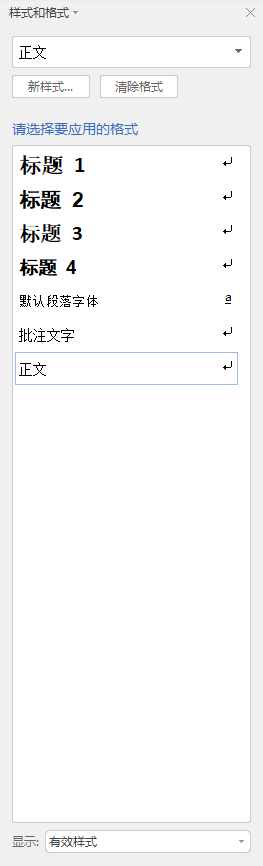 样式和格式
正文
新样式... 清除格式
请选择要应用的格式
标题 1
标题 2
标题 3
标题 4
默认段落字体 a
批注文字
正文
显示: 有效样式